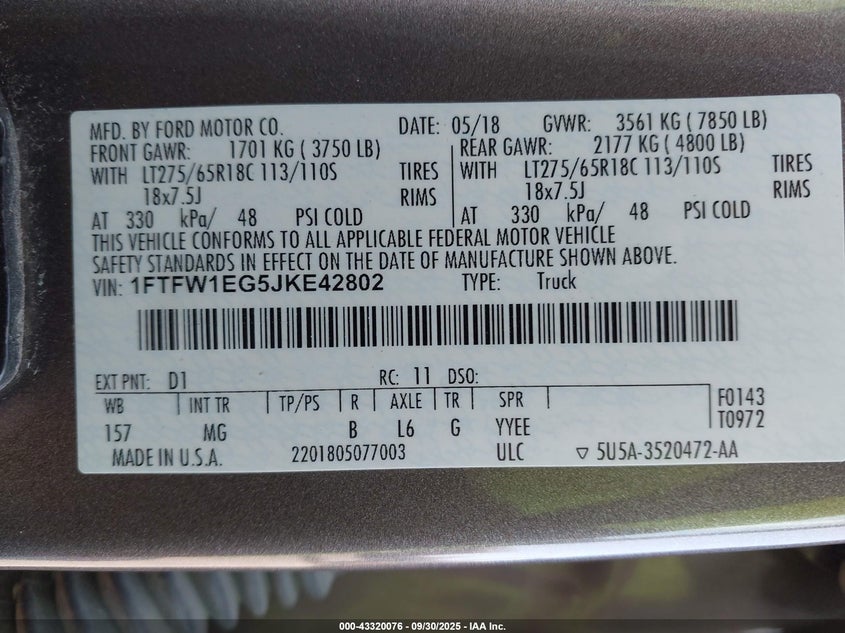 MFD. BY FORD MOTOR CO. DATE: 05/18 GVWR: 3561 KG ( 7850 LB)
FRONT GAWR: 1701 KG ( 3750 LB) REAR GAWR: 2177 KG ( 4800 LB)
WITH LT275/65R18C 113/110S TIRES WITH LT275/65R18C 113/110S TIRES
18x7.5J RIMS 18x7.5J RIMS
AT 330 kPa/ 48 PSI COLD AT 330 kPa/ 48 PSI COLD
THIS VEHICLE CONFORMS TO ALL APPLICABLE FEDERAL MOTOR VEHICLE
SAFETY STANDARDS IN EFFECT ON THE DATE OF MANUFACTURE SHOWN ABOVE.
VIN: 1FTFW1EG5JKE42802 TYPE: Truck
EXT PNT: D1 RC: 11 DSO:
WB INT TR TP/PS R AXLE TR SPR F0143
157 MG B L6 G YYEE T0972
MADE IN U.S.A. 2201805077003 ULC ▽ 5U5A-3520472-AA
000-43320076 - 09/30/2025 - IAA Inc.